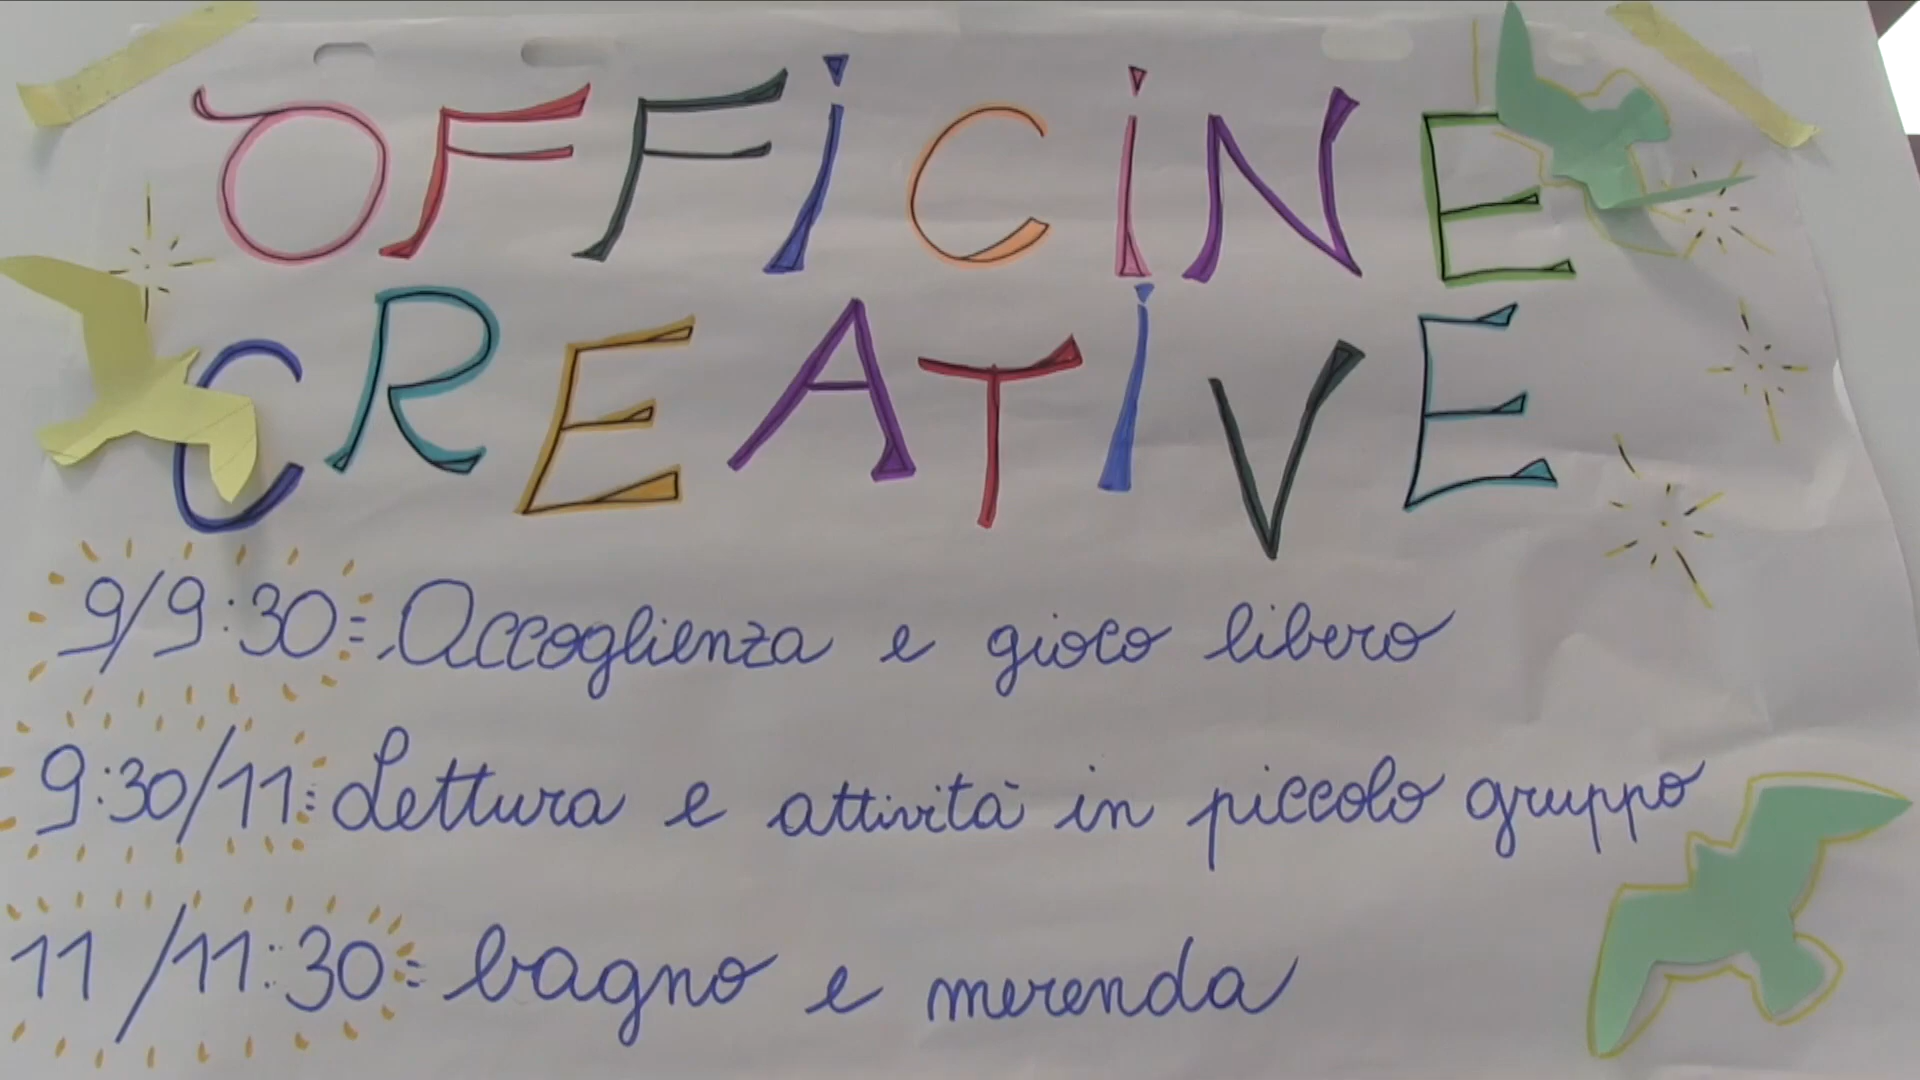 OFFICINE
CREATIVE
9/9:30: Accoglienza e gioco libero
9:30/11: Lettura e attività in piccolo gruppo
11/11:30: bagno e merenda